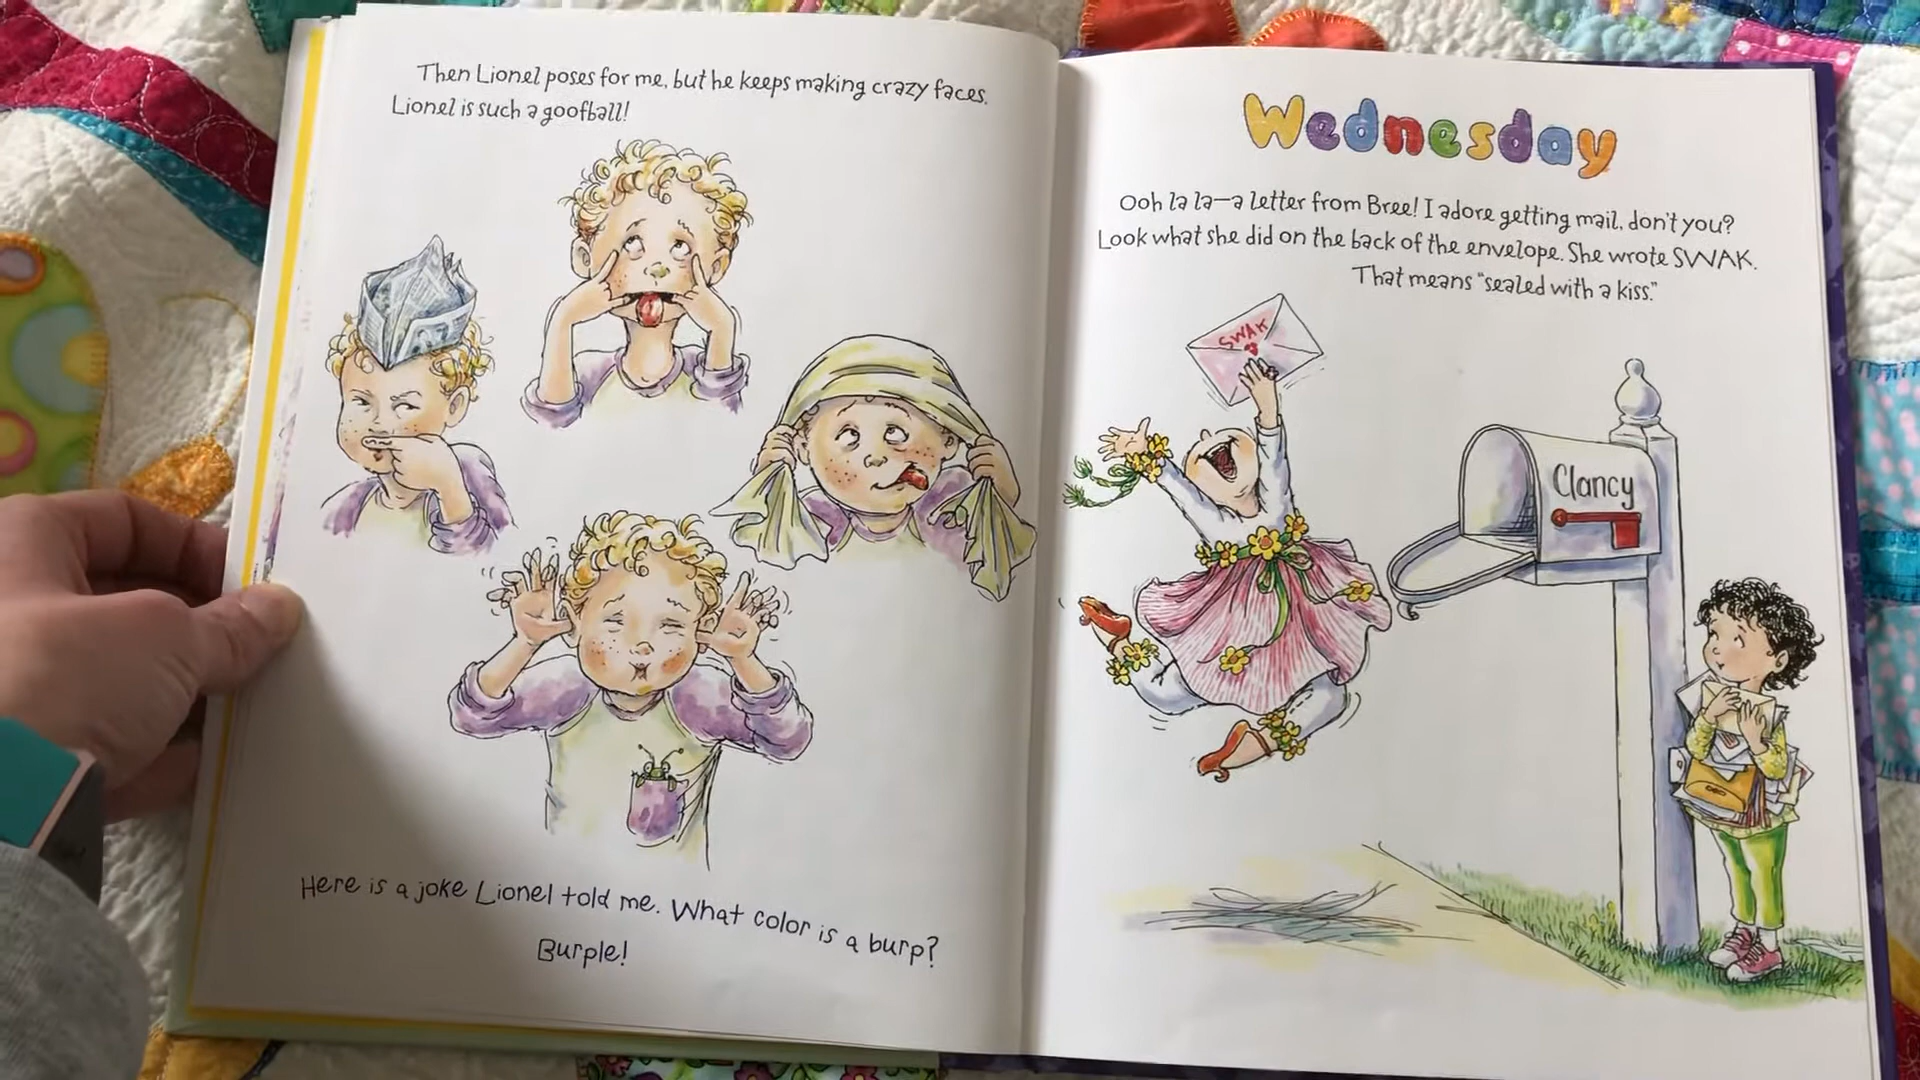 Then Lionel poses for me, but he keeps making crazy faces.
Lionel is such a goofball!
Here is a joke Lionel told me. What color is a burp?
Burple!
Wednesday
Ooh la la—a letter from Bree! I adore getting mail, don't you?
Look what she did on the back of the envelope. She wrote SWAK.
That means "sealed with a kiss."
SWAK
Clancy